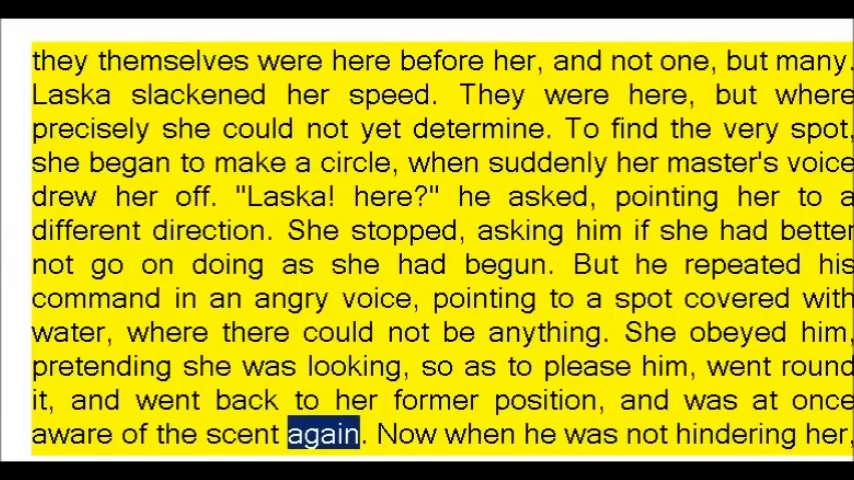 they themselves were here before her, and not one, but many.
Laska slackened her speed. They were here, but where
precisely she could not yet determine. To find the very spot,
she began to make a circle, when suddenly her master's voice
drew her off. "Laska! here?" he asked, pointing her to a
different direction. She stopped, asking him if she had better
not go on doing as she had begun. But he repeated his
command in an angry voice, pointing to a spot covered with
water, where there could not be anything. She obeyed him,
pretending she was looking, so as to please him, went round
it, and went back to her former position, and was at once
aware of the scent again. Now when he was not hindering her,